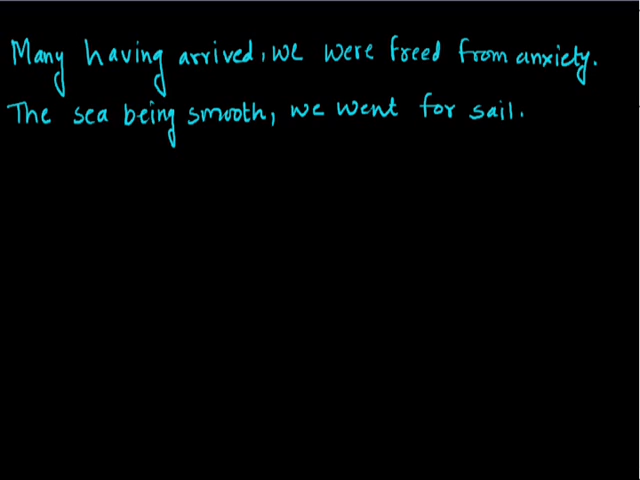 Many having arrived, we were freed from anxiety.
The sea being smooth, we went for sail.